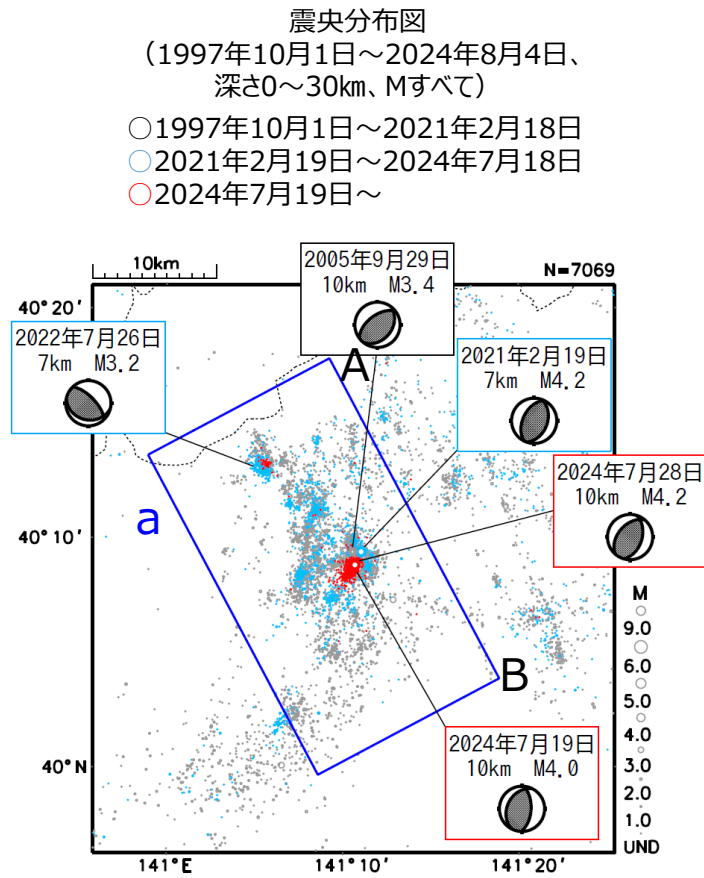 震央分布図
（1997年10月1日～2024年8月4日、
深さ0～30㎞、Mすべて）
○1997年10月1日～2021年2月18日
○2021年2月19日～2024年7月18日
○2024年7月19日～
10km
N=7069
2005年9月29日
10km M3.4
40°20′
2022年7月26日
7km M3.2
A
2021年2月19日
7km M4.2
2024年7月28日
10km M4.2
a
40°10′
M
9.0
6.0
5.0
4.0
3.0
2.0
1.0
UND
B
2024年7月19日
10km M4.0
40°N
141°E
141°10′
141°20′